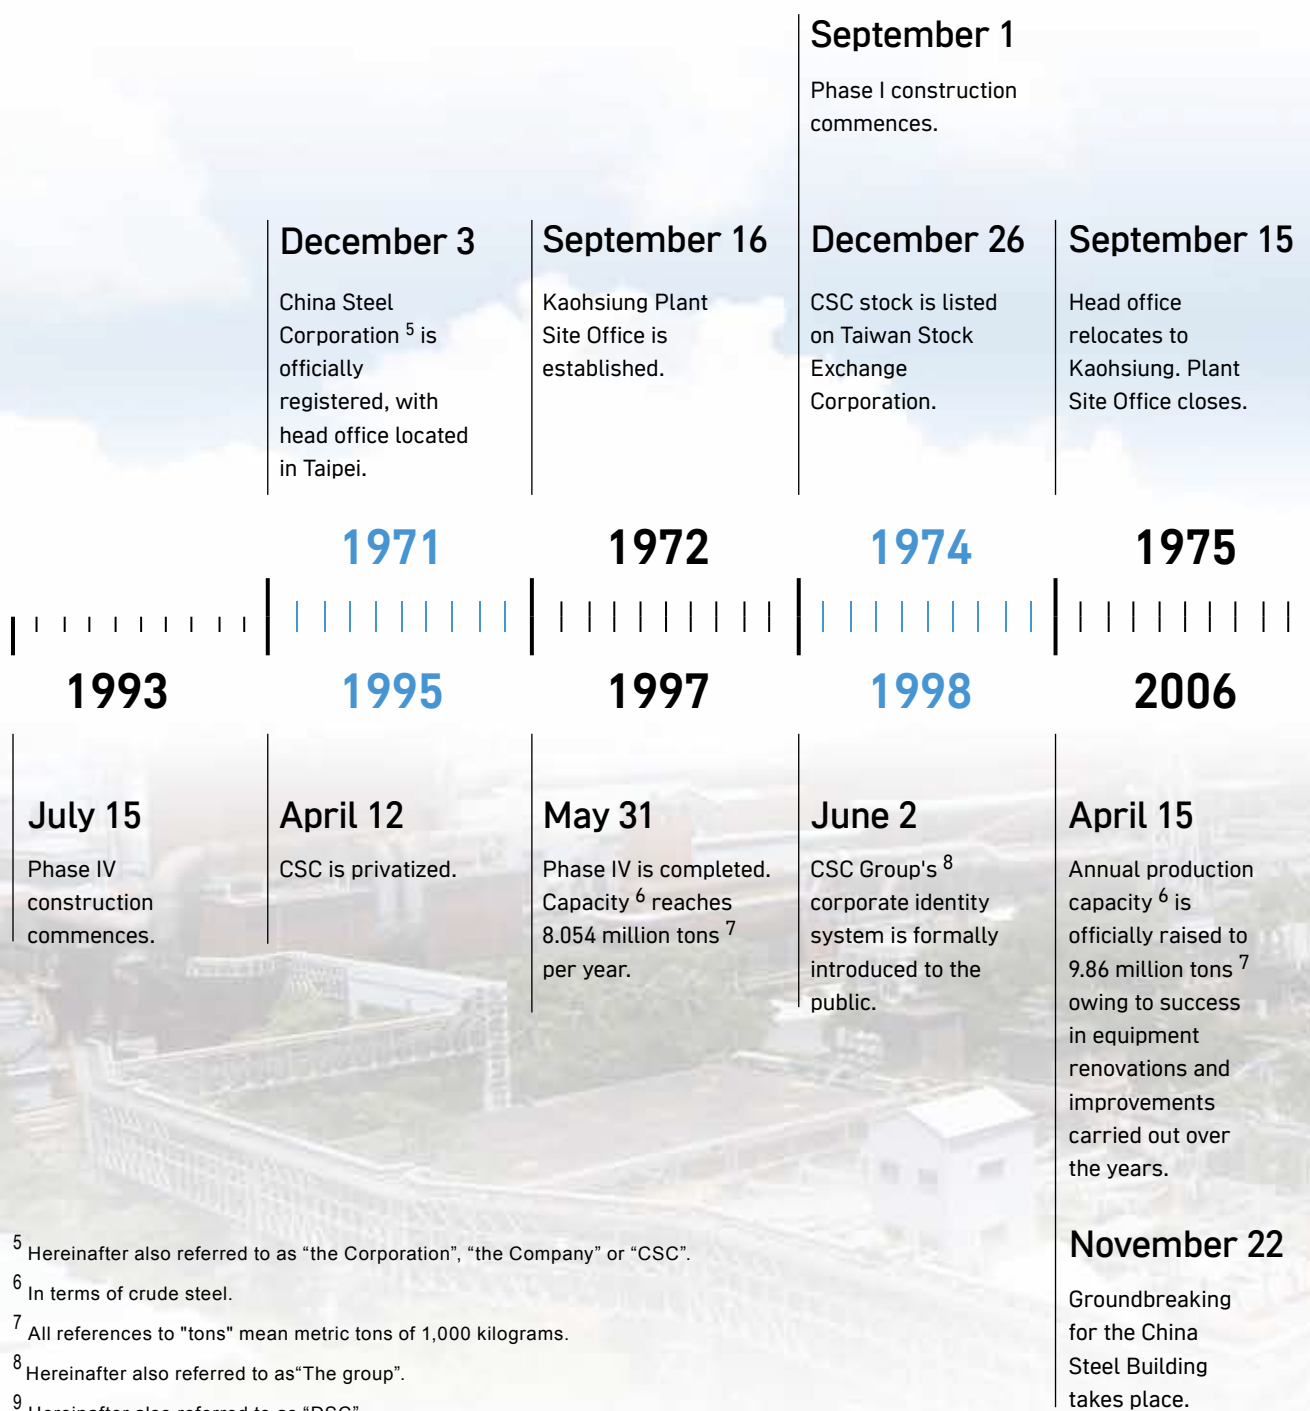 September 1
Phase I construction
commences.
December 3
China Steel
Corporation 5 is
officially
registered, with
head office located
in Taipei.
September 16
Kaohsiung Plant
Site Office is
established.
December 26
CSC stock is listed
on Taiwan Stock
Exchange
Corporation.
September 15
Head office
relocates to
Kaohsiung. Plant
Site Office closes.
1971
1972
1974
1975
1993
1995
1997
1998
2006
July 15
Phase IV
construction
commences.
April 12
CSC is privatized.
May 31
Phase IV is completed.
Capacity 6 reaches
8.054 million tons 7
per year.
June 2
CSC Group's 8
corporate identity
system is formally
introduced to the
public.
April 15
Annual production
capacity 6 is
officially raised to
9.86 million tons 7
owing to success
in equipment
renovations and
improvements
carried out over
the years.
November 22
Groundbreaking
for the China
Steel Building
takes place.
5 Hereinafter also referred to as “the Corporation”, “the Company” or “CSC”.
6 In terms of crude steel.
7 All references to "tons" mean metric tons of 1,000 kilograms.
8 Hereinafter also referred to as“The group”.
9 Hereinafter also referred to as “DSC”